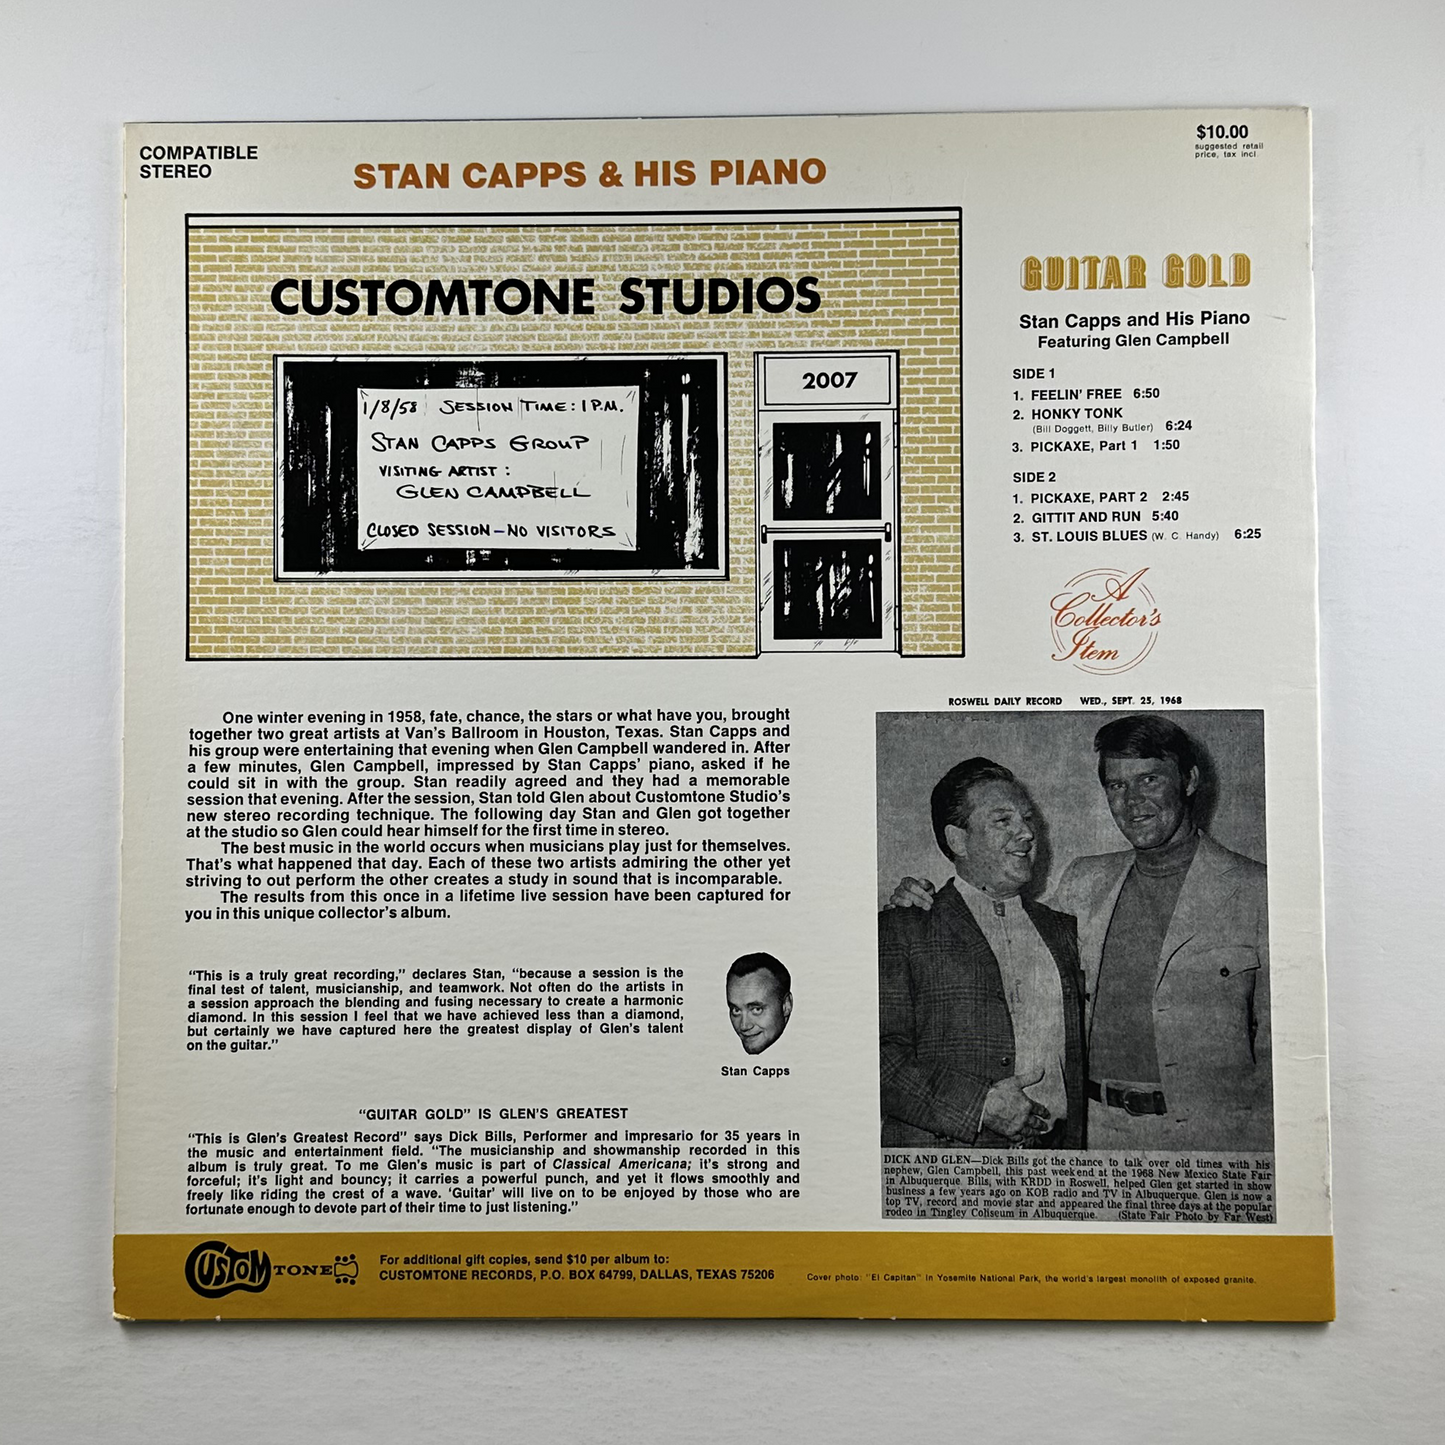 COMPATIBLE
STEREO
$10.00
suggested retail
price, tax incl.
STAN CAPPS & HIS PIANO
CUSTOMTONE STUDIOS
1/8/58 SESSION TIME: 1 P.M.
STAN CAPPS GROUP
VISITING ARTIST:
GLEN CAMPBELL
CLOSED SESSION-NO VISITORS
2007
GUITAR GOLD
Stan Capps and His Piano
Featuring Glen Campbell
SIDE 1
1. FEELIN' FREE 6:50
2. HONKY TONK
(Bill Doggett, Billy Butler) 6:24
3. PICKAXE, Part 1 1:50
SIDE 2
1. PICKAXE, PART 2 2:45
2. GITTIT AND RUN 5:40
3. ST. LOUIS BLUES (W. C. Handy) 6:25
A
Collector's
Item
One winter evening in 1958, fate, chance, the stars or what have you, brought
together two great artists at Van's Ballroom in Houston, Texas. Stan Capps and
his group were entertaining that evening when Glen Campbell wandered in. After
a few minutes, Glen Campbell, impressed by Stan Capps' piano, asked if he
could sit in with the group. Stan readily agreed and they had a memorable
session that evening. After the session, Stan told Glen about Customtone Studio's
new stereo recording technique. The following day Stan and Glen got together
at the studio so Glen could hear himself for the first time in stereo.
The best music in the world occurs when musicians play just for themselves.
That's what happened that day. Each of these two artists admiring the other yet
striving to out perform the other creates a study in sound that is incomparable.
The results from this once in a lifetime live session have been captured for
you in this unique collector's album.
"This is a truly great recording," declares Stan, "because a session is the
final test of talent, musicianship, and teamwork. Not often do the artists in
a session approach the blending and fusing necessary to create a harmonic
diamond. In this session I feel that we have achieved less than a diamond,
but certainly we have captured here the greatest display of Glen's talent
on the guitar."
Stan Capps
"GUITAR GOLD" IS GLEN'S GREATEST
"This is Glen's Greatest Record" says Dick Bills, Performer and impresario for 35 years in
the music and entertainment field. "The musicianship and showmanship recorded in this
album is truly great. To me Glen's music is part of Classical Americana; it's strong and
forceful; it's light and bouncy; it carries a powerful punch, and yet it flows smoothly and
freely like riding the crest of a wave. 'Guitar' will live on to be enjoyed by those who are
fortunate enough to devote part of their time to just listening."
ROSWELL DAILY RECORD WED., SEPT. 25, 1968
DICK AND GLEN—Dick Bills got the chance to talk over old times with his
nephew, Glen Campbell, this past weekend at the 1968 New Mexico State Fair
in Albuquerque. Bills, with KRDD in Roswell, helped Glen get started in show
business a few years ago on KOB radio and TV in Albuquerque. Glen is now a
top TV, record and movie star and appeared the final three days at the popular
rodeo in Tingley Coliseum in Albuquerque. (State Fair Photo by Far West)
CUSTOM TONE
For additional gift copies, send $10 per album to:
CUSTOMTONE RECORDS, P.O. BOX 64799, DALLAS, TEXAS 75206
Cover photo: "El Capitan" in Yosemite National Park, the world's largest monolith of exposed granite.